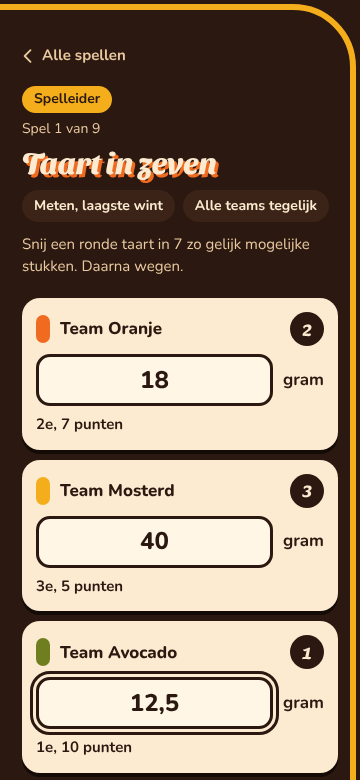 Alle spellen
Spelleider
Spel 1 van 9
Taart in zeven
Meten, laagste wint
Alle teams tegelijk
Snij een ronde taart in 7 zo gelijk mogelijke
stukken. Daarna wegen.
Team Oranje
2
18
gram
2e, 7 punten
Team Mosterd
3
40
gram
3e, 5 punten
Team Avocado
1
12,5
gram
1e, 10 punten